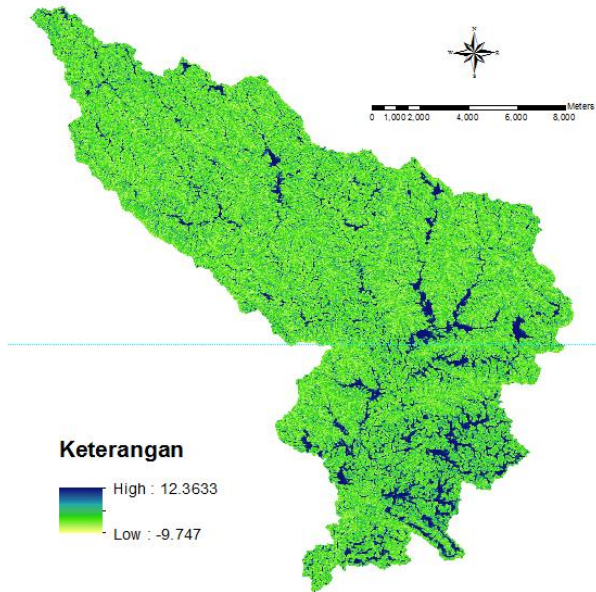 N
W E
S
Meters
0 1,000 2,000 4,000 6,000 8,000
Keterangan
High : 12.3633
Low : -9.747